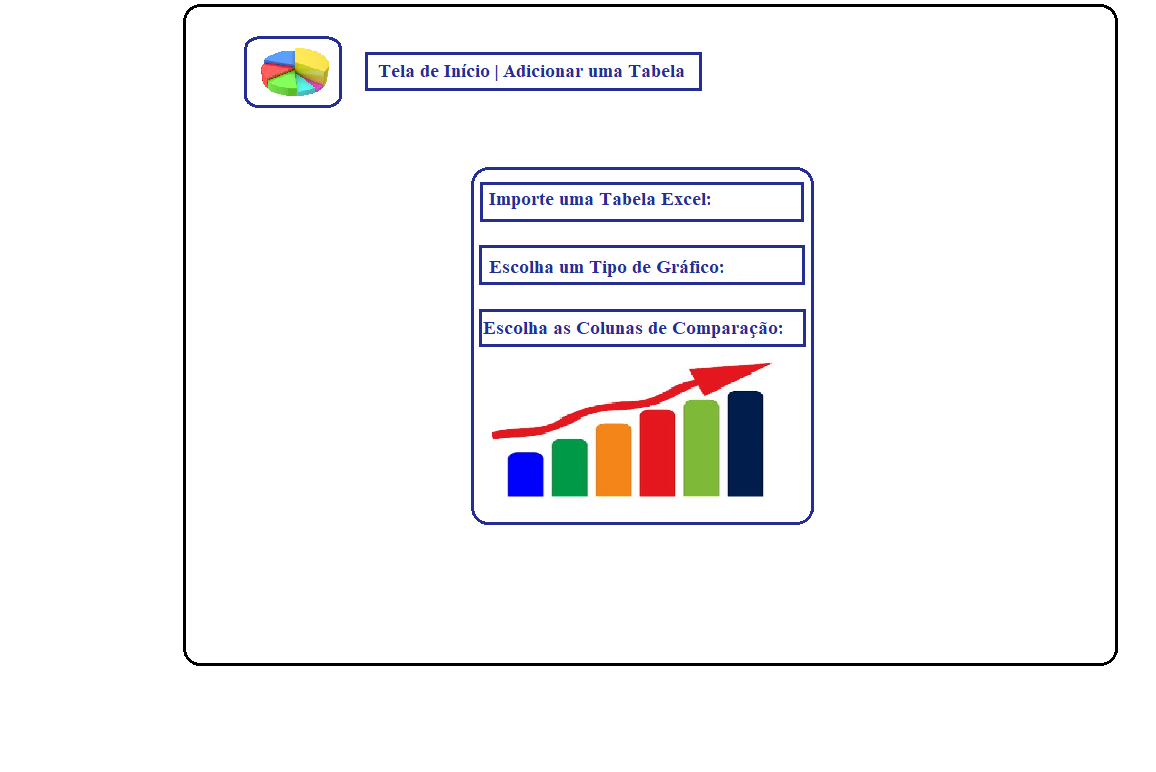 Tela de Início | Adicionar uma Tabela
Importe uma Tabela Excel:
Escolha um Tipo de Gráfico:
Escolha as Colunas de Comparação: